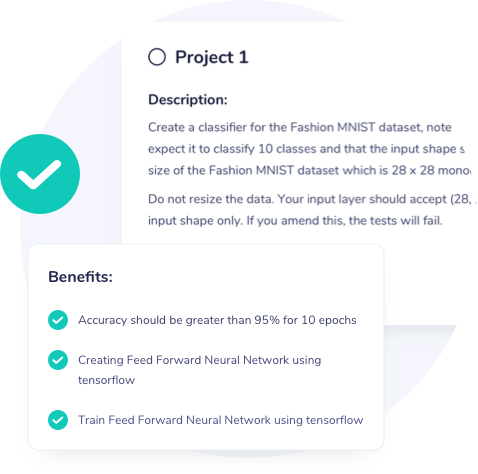 Project 1
Description:
Create a classifier for the Fashion MNIST dataset, note
expect it to classify 10 classes and that the input shape
size of the Fashion MNIST dataset which is 28 x 28
Do not resize the data. Your input layer should accept (28,
input shape only. If you amend this, the tests will fail.
Benefits:
Accuracy should be greater than 95% for 10 epochs
Creating Feed Forward Neural Network using
tensorflow
Train Feed Forward Neural Network using tensorflow